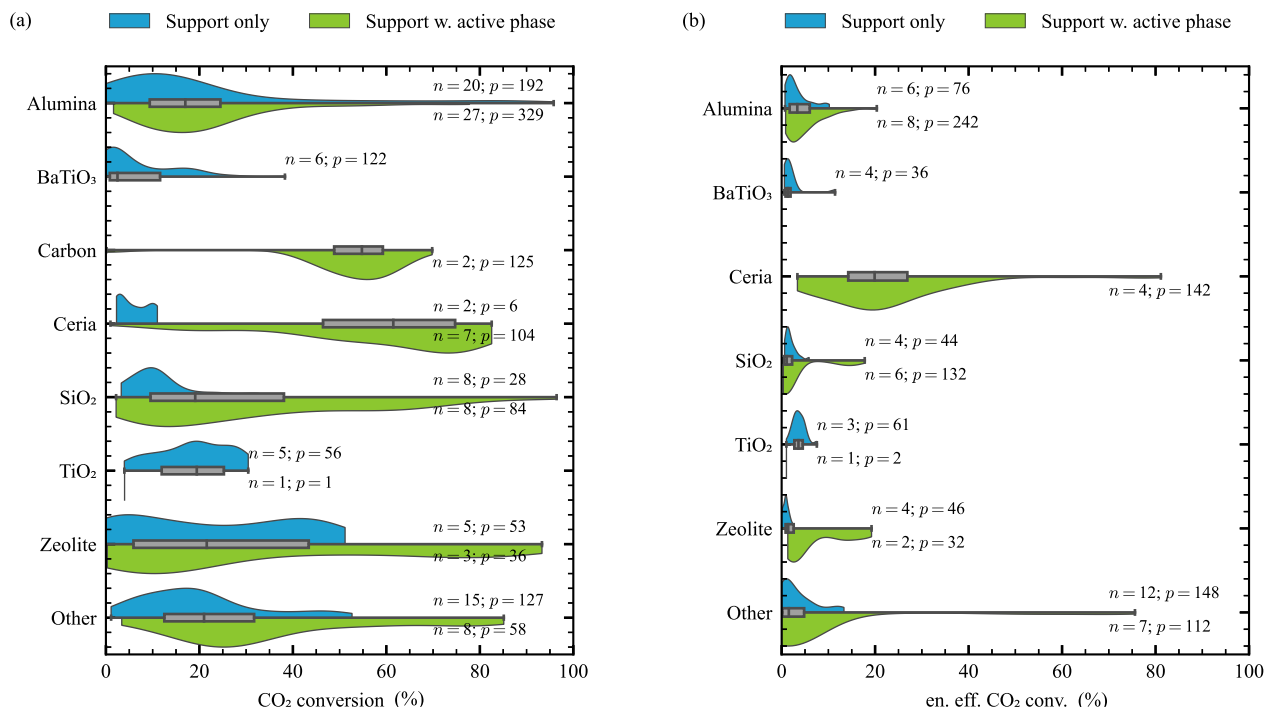 (a)
Support only
Support w. active phase
Alumina
n = 20; p = 192
n = 27; p = 329
BaTiO₃
n = 6; p = 122
Carbon
n = 2; p = 125
Ceria
n = 2; p = 6
n = 7; p = 104
SiO₂
n = 8; p = 28
n = 8; p = 84
TiO₂
n = 5; p = 56
n = 1; p = 1
Zeolite
n = 5; p = 53
n = 3; p = 36
Other
n = 15; p = 127
n = 8; p = 58
0 20 40 60 80 100
CO₂ conversion (%)
(b)
Support only
Support w. active phase
Alumina
n = 6; p = 76
n = 8; p = 242
BaTiO₃
n = 4; p = 36
Ceria
n = 4; p = 142
SiO₂
n = 4; p = 44
n = 6; p = 132
TiO₂
n = 3; p = 61
n = 1; p = 2
Zeolite
n = 4; p = 46
n = 2; p = 32
Other
n = 12; p = 148
n = 7; p = 112
0 20 40 60 80 100
en. eff. CO₂ conv. (%)